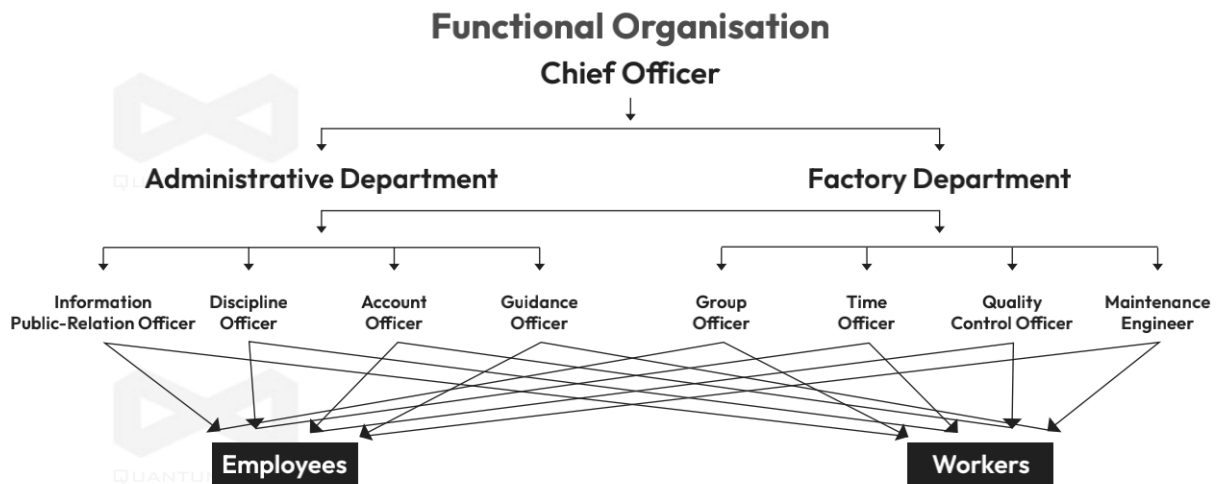 Functional Organisation
Chief Officer
Administrative Department
Factory Department
Information
Public-Relation Officer
Discipline
Officer
Account
Officer
Guidance
Officer
Group
Officer
Time
Officer
Quality
Control Officer
Maintenance
Engineer
Employees
Workers